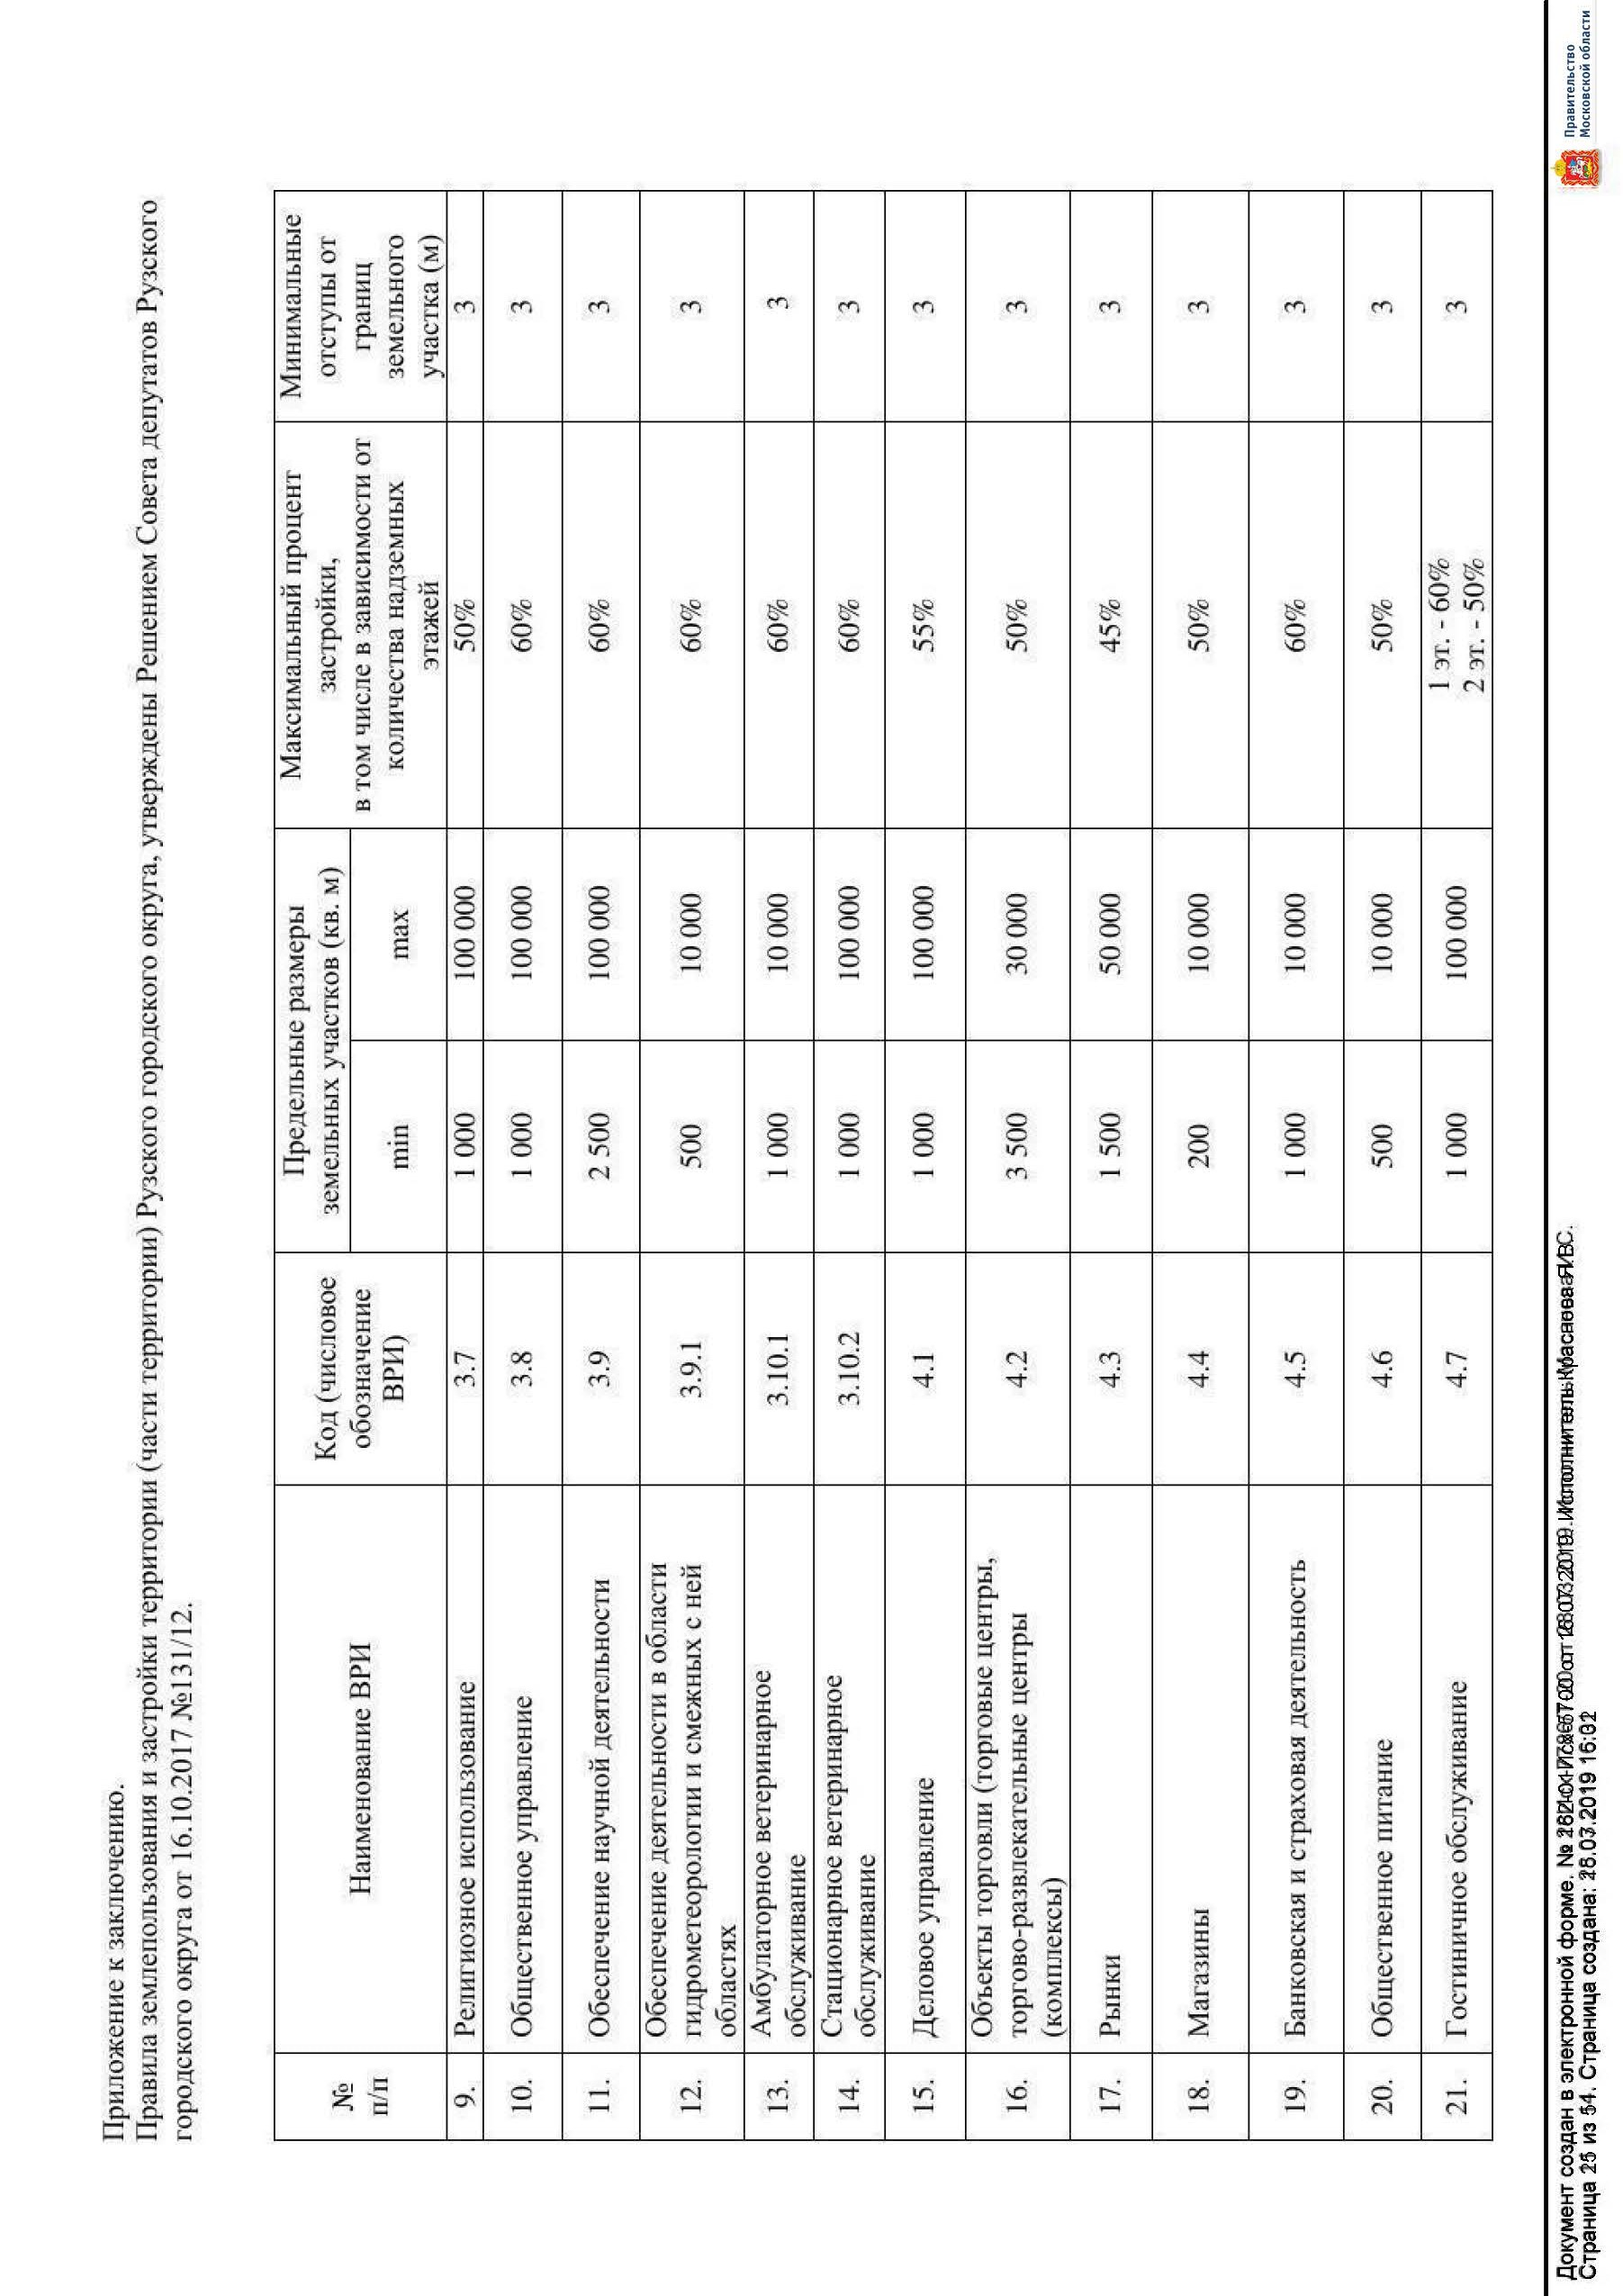 Приложение к заключению.
Правила землепользования и застройки территории (части территории) Рузского городского округа, утверждены Решением Совета депутатов Рузского
городского округа от 16.10.2017 №131/12.
№
п/п
Наименование ВРИ
Код (числовое
обозначение
ВРИ)
Предельные размеры
земельных участков (кв. м)
min
max
Максимальный процент
застройки,
в том числе в зависимости от
количества надземных
этажей
Минимальные
отступы от
границ
земельного
участка (м)
9. Религиозное использование 3.7 1 000 100 000 50% 3
10. Общественное управление 3.8 1 000 100 000 60% 3
11. Обеспечение научной деятельности 3.9 2 500 100 000 60% 3
12. Обеспечение деятельности в области
гидрометеорологии и смежных с ней 3.9.1 500 10 000 60% 3
областях
13. Амбулаторное ветеринарное 3.10.1 1 000 10 000 60% 3
обслуживание
14. Стационарное ветеринарное 3.10.2 1 000 100 000 60% 3
обслуживание
15. Деловое управление 4.1 1 000 100 000 55% 3
16. Объекты торговли (торговые центры,
торгово-развлекательные центры 4.2 3 500 30 000 50% 3
(комплексы)
17. Рынки 4.3 1 500 50 000 45% 3
18. Магазины 4.4 200 10 000 50% 3
19. Банковская и страховая деятельность 4.5 1 000 10 000 60% 3
20. Общественное питание 4.6 500 10 000 50% 3
21. Гостиничное обслуживание 4.7 1 000 100 000 1 эт. - 60% 3
2 эт. - 50%
Документ создан в электронной форме. №
Страница из 54. Страница создана:
Правительство
Московской области